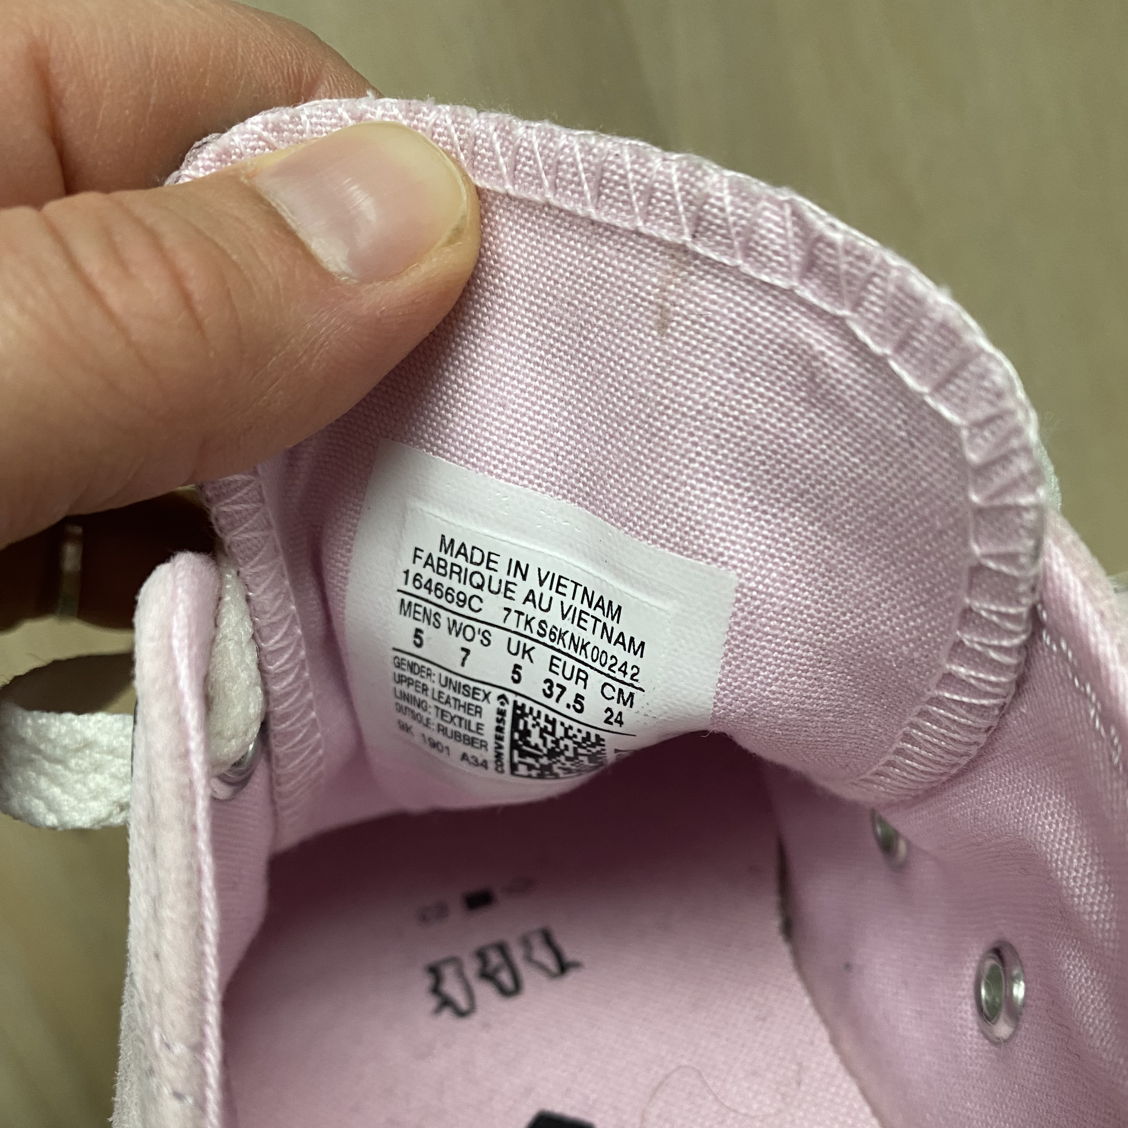 MADE IN VIETNAM
FABRIQUE AU VIETNAM
164669C 7TKS6KNK00242
MENS WO'S UK EUR CM
5 7 5 37.5 24
GENDER: UNISEX
UPPER LEATHER
LINING: TEXTILE
OUTSOLE: RUBBER
9K 1901 A34
CONVERSE